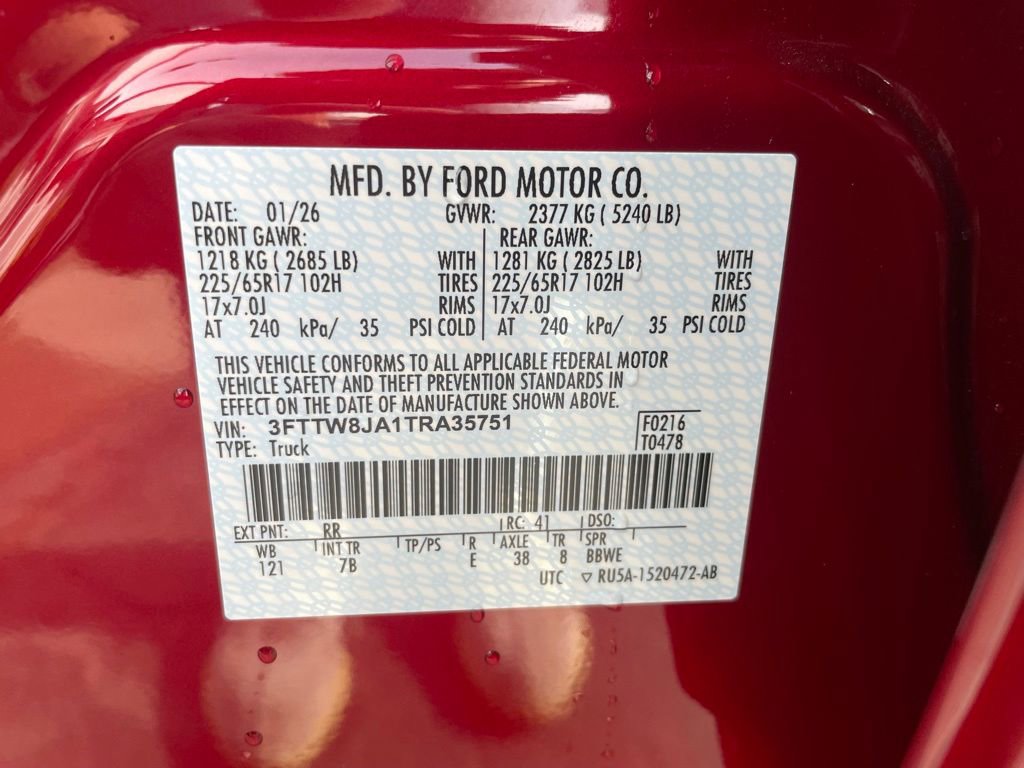 MFD. BY FORD MOTOR CO.
DATE: 01/26 GVWR: 2377 KG ( 5240 LB)
FRONT GAWR: REAR GAWR:
1218 KG ( 2685 LB) WITH 1281 KG ( 2825 LB) WITH
225/65R17 102H TIRES 225/65R17 102H TIRES
17x7.0J RIMS 17x7.0J RIMS
AT 240 kPa/ 35 PSI COLD AT 240 kPa/ 35 PSI COLD
THIS VEHICLE CONFORMS TO ALL APPLICABLE FEDERAL MOTOR
VEHICLE SAFETY AND THEFT PREVENTION STANDARDS IN
EFFECT ON THE DATE OF MANUFACTURE SHOWN ABOVE.
VIN: 3FTTW8JA1TRA35751 F0216
TYPE: Truck T0478
EXT PNT: RR RC: 41 DSO:
WB INT TR TP/PS R AXLE TR SPR
121 7B E 38 8 BBWE
UTC ▽ RU5A-1520472-AB